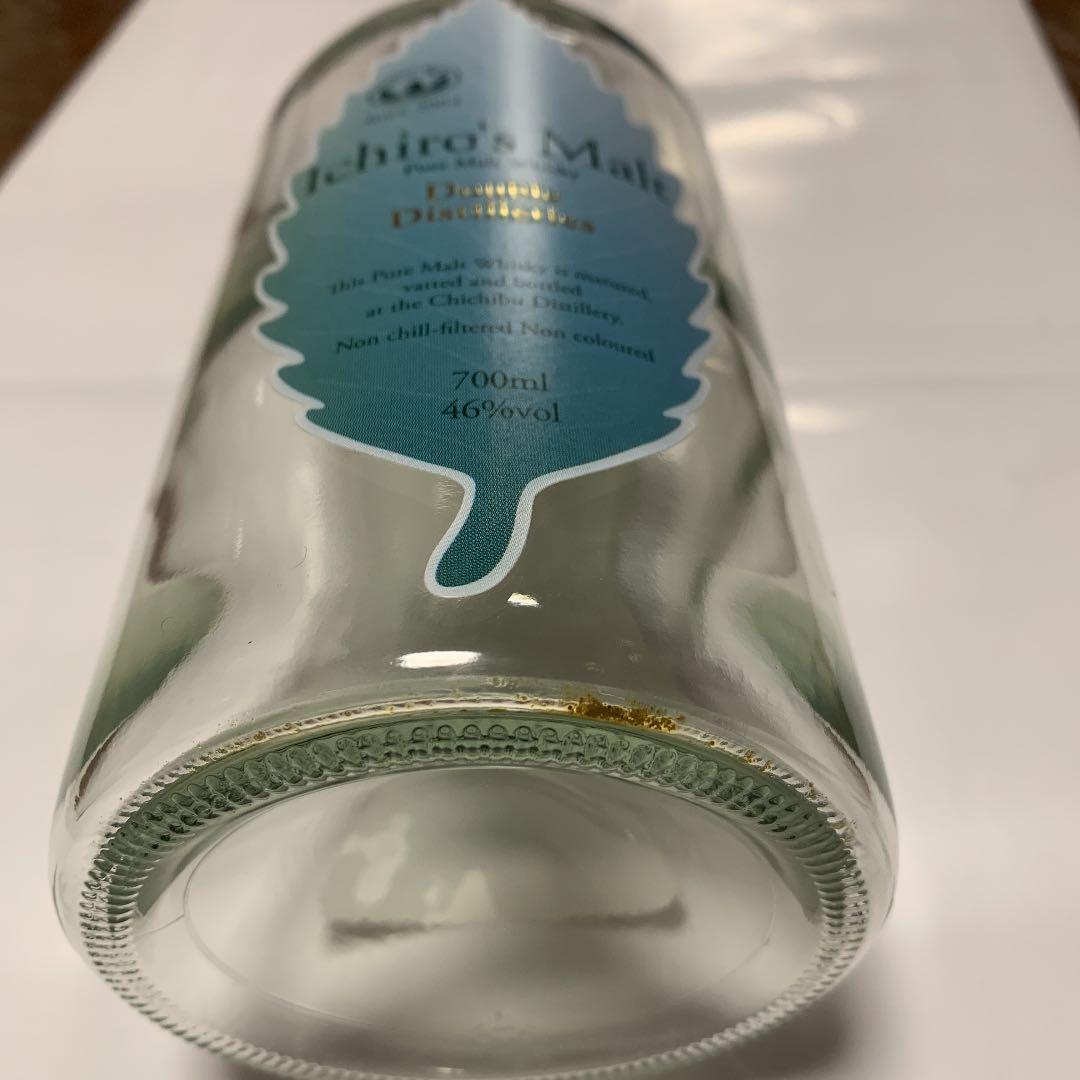 Ichiro's Malt
Pure Malt Whisky
Double
Distilleries
This Pure Malt Whisky is matured,
vatted and bottled
at the Chichibu Distillery.
Non chill-filtered Non coloured
700ml
46%vol